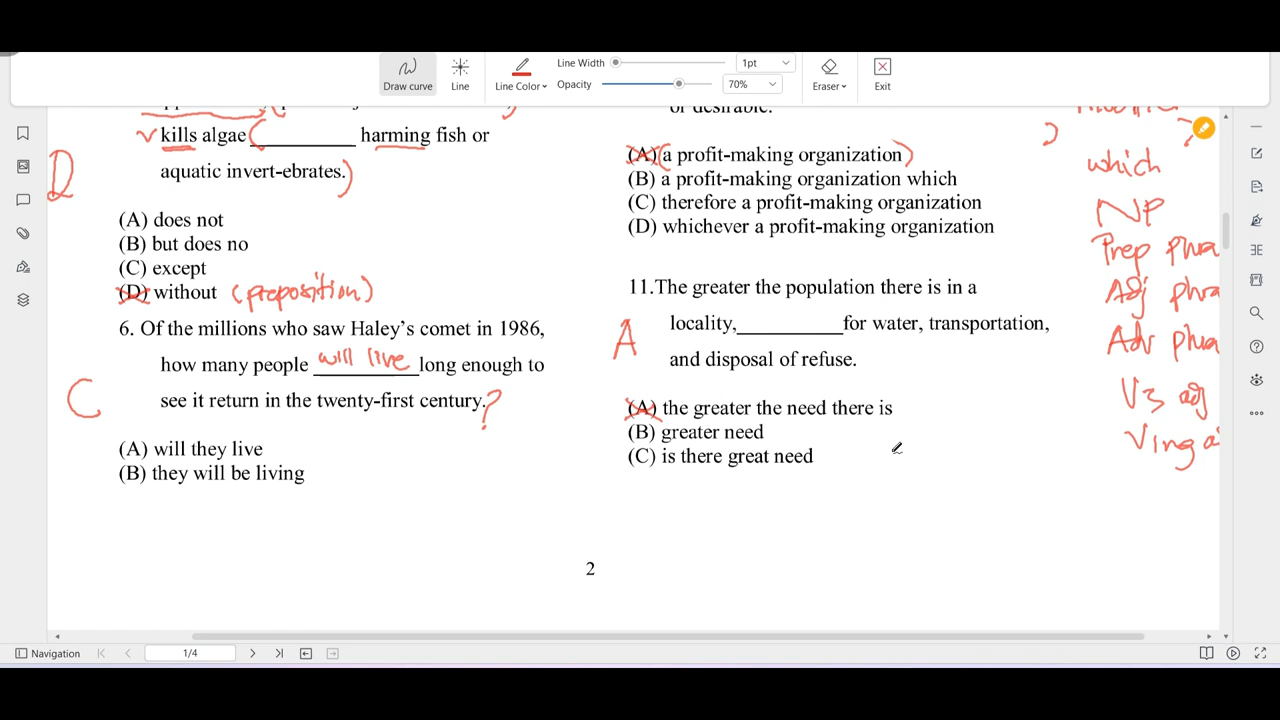 Draw curve
Line
Line Color
Line Width
1pt
Opacity
70%
Eraser
Exit
kills algae __________ harming fish or
aquatic invert-ebrates.
D
(A) does not
(B) but does no
(C) except
(D) without (preposition)
6. Of the millions who saw Haley's comet in 1986,
how many people will live long enough to
see it return in the twenty-first century.?
C
(A) will they live
(B) they will be living
or desirable.
(A) (a profit-making organization)
(B) a profit-making organization which
(C) therefore a profit-making organization
(D) whichever a profit-making organization
11.The greater the population there is in a
locality,__________for water, transportation,
and disposal of refuse.
A
(A) the greater the need there is
(B) greater need
(C) is there great need
which
NP
Prep phra
Adj phra
Adv phra
V3 adj
Ving a
2
Navigation
1/4